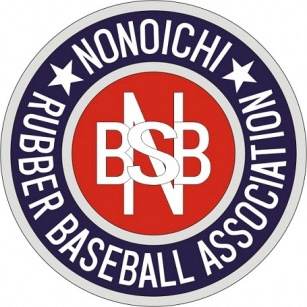 NONOICHI
RUBBER BASEBALL ASSOCIATION
N
BSB
N